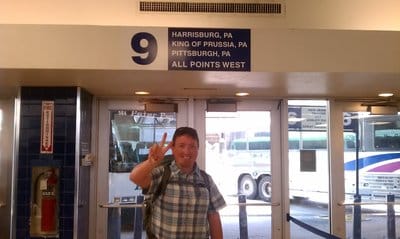 9
HARRISBURG, PA
KING OF PRUSSIA, PA
PITTSBURGH, PA
ALL POINTS WEST